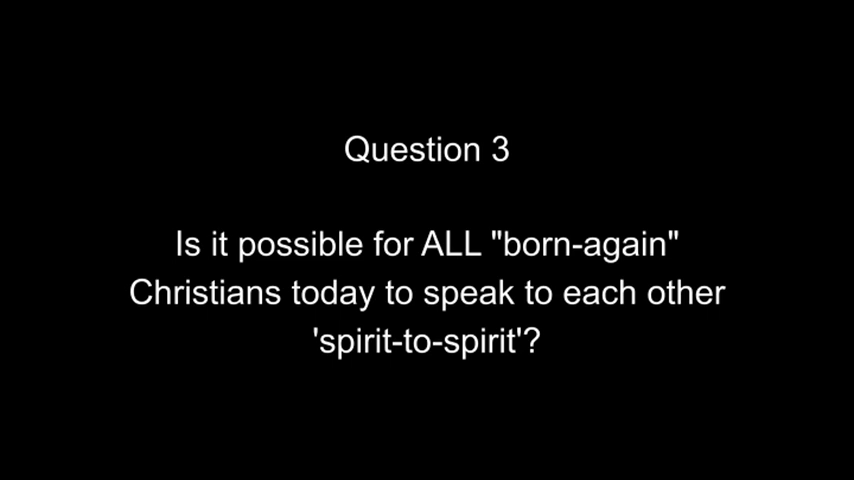 Question 3
Is it possible for ALL "born-again"
Christians today to speak to each other
'spirit-to-spirit'?